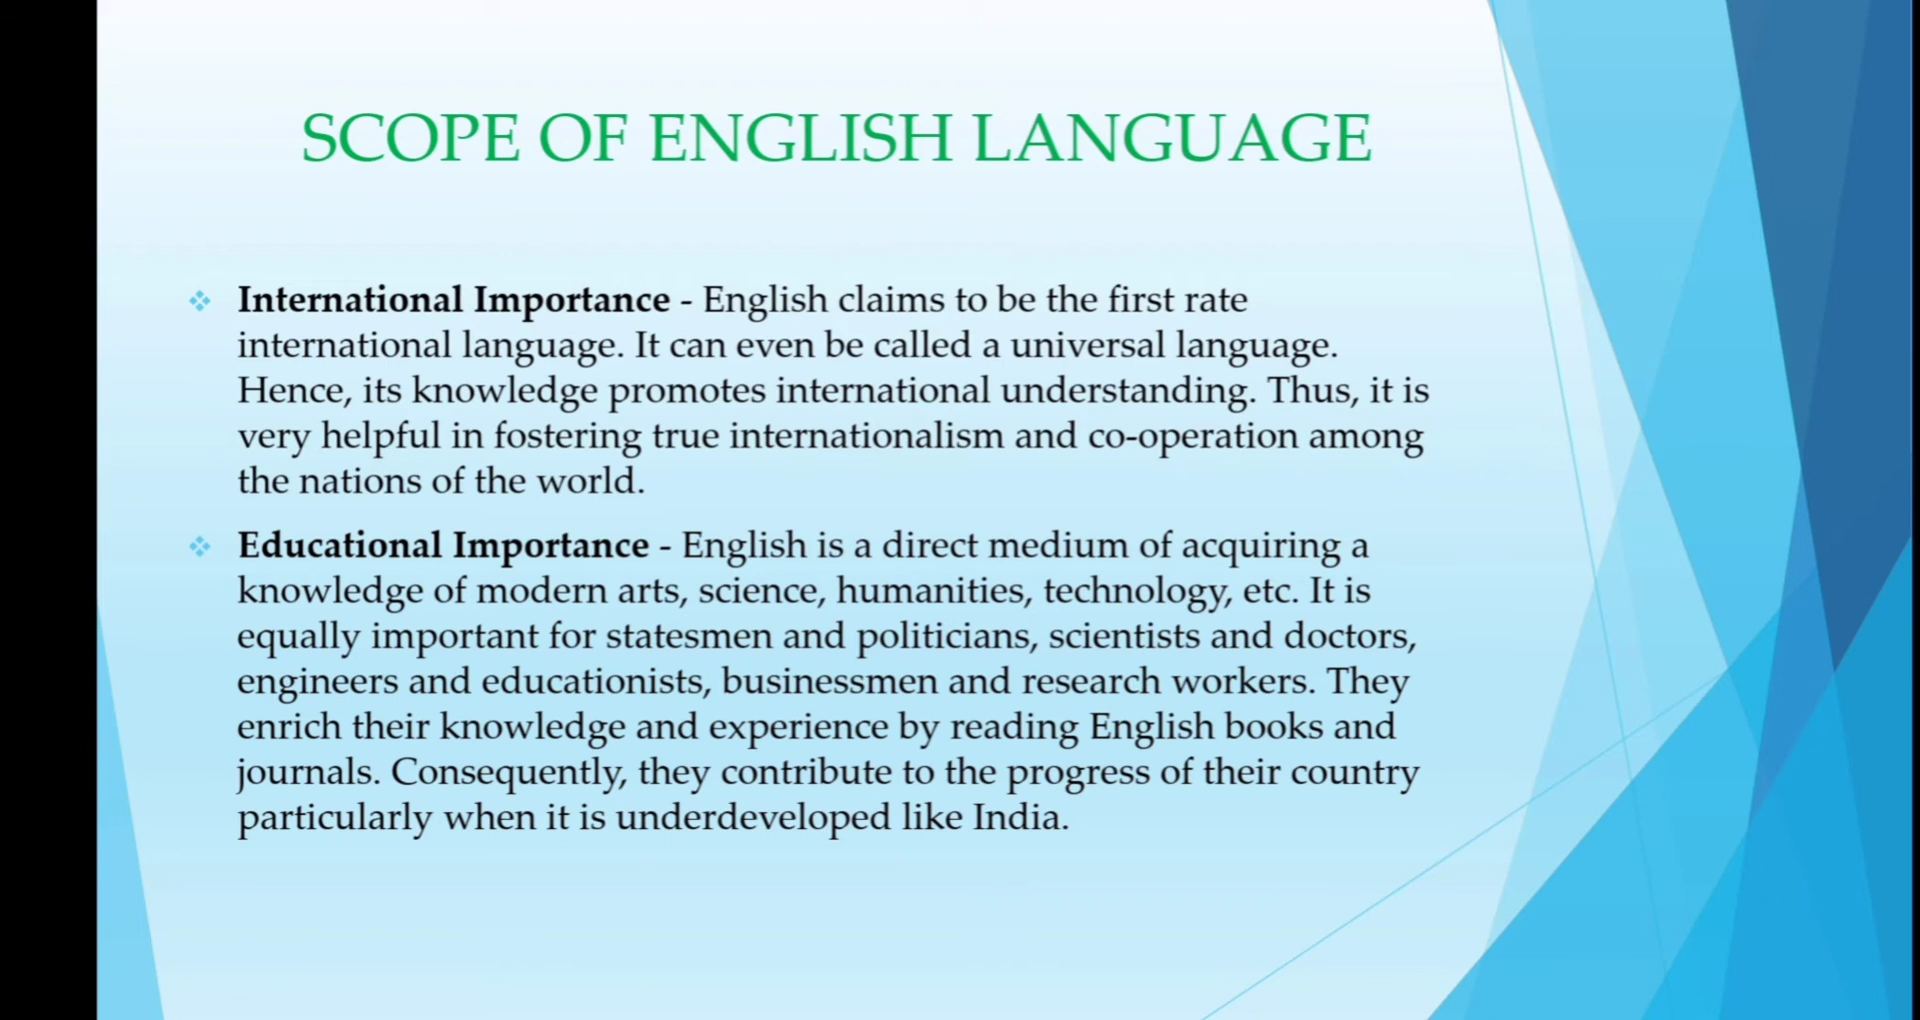 SCOPE OF ENGLISH LANGUAGE
International Importance - English claims to be the first rate
international language. It can even be called a universal language.
Hence, its knowledge promotes international understanding. Thus, it is
very helpful in fostering true internationalism and co-operation among
the nations of the world.
Educational Importance - English is a direct medium of acquiring a
knowledge of modern arts, science, humanities, technology, etc. It is
equally important for statesmen and politicians, scientists and doctors,
engineers and educationists, businessmen and research workers. They
enrich their knowledge and experience by reading English books and
journals. Consequently, they contribute to the progress of their country
particularly when it is underdeveloped like India.